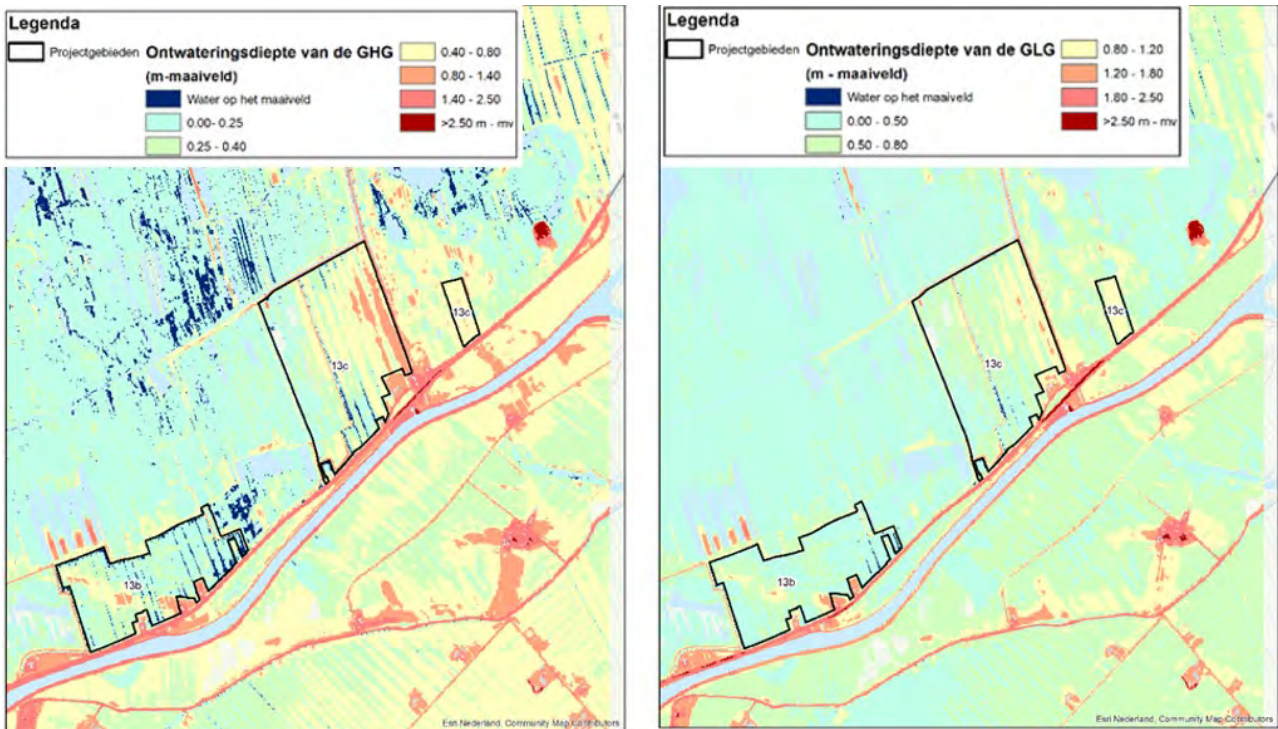 Legenda
Projectgebieden
Ontwateringsdiepte van de GHG
(m-maaiveld)
Water op het maaiveld
0.00- 0.25
0.25 - 0.40
0.40 - 0.80
0.80 - 1.40
1.40 - 2.50
>2.50 m - mv
13c
13c
13b
Esri Nederland, Community Map Contributors
Legenda
Projectgebieden
Ontwateringsdiepte van de GLG
(m - maaiveld)
Water op het maaiveld
0.00 - 0.50
0.50 - 0.80
0.80 - 1.20
1.20 - 1.80
1.80 - 2.50
>2.50 m - mv
13c
13c
13b
Esri Nederland, Community Map Contributors